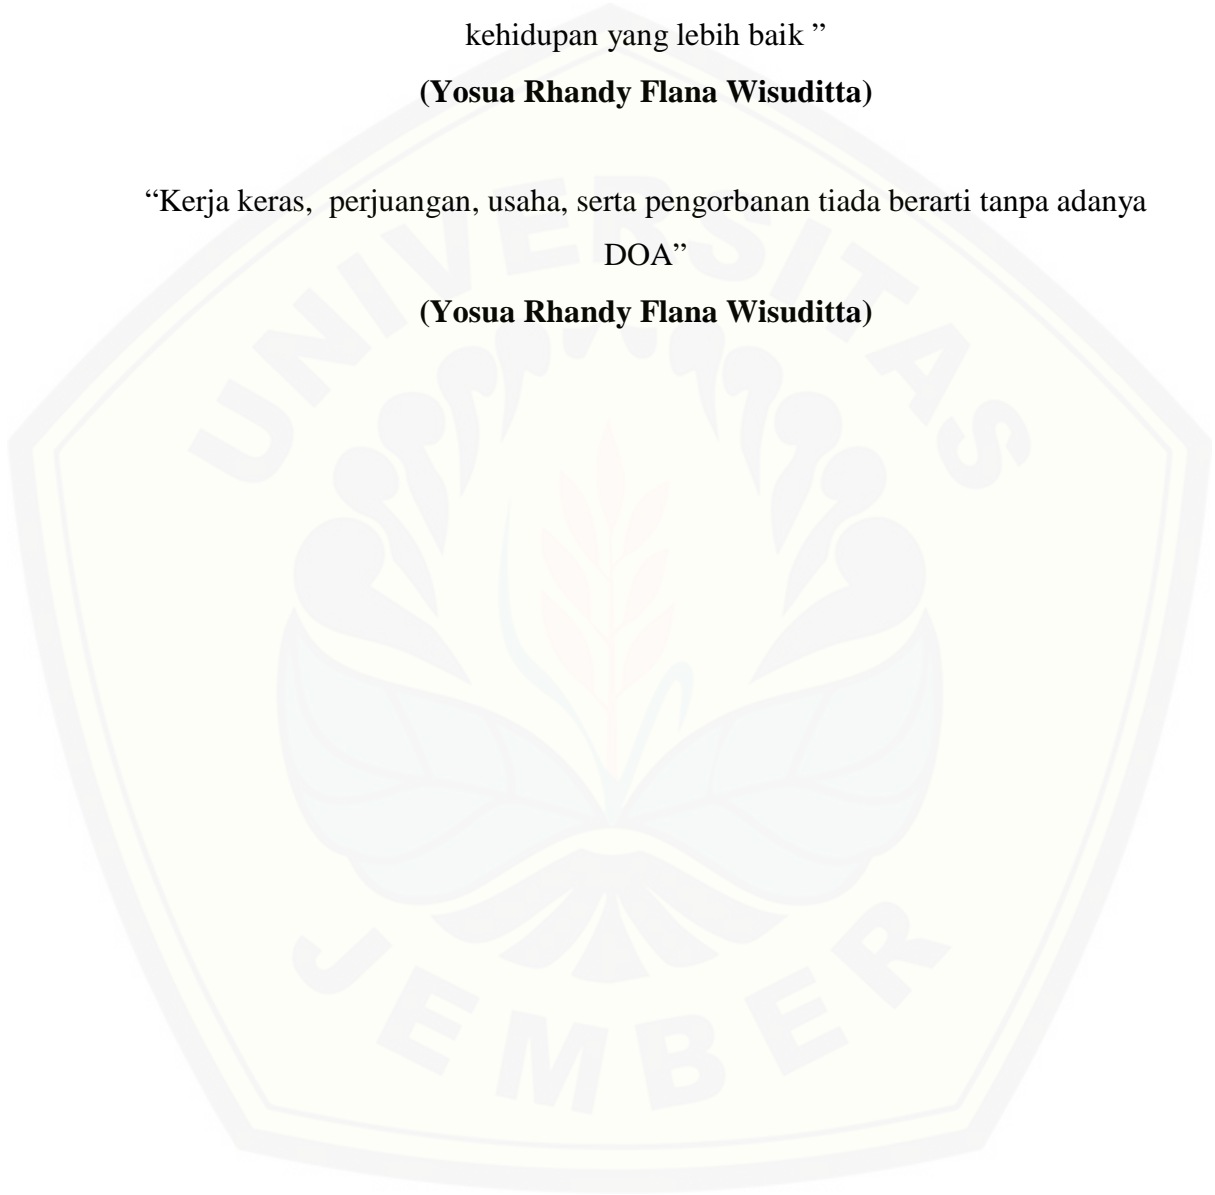 kehidupan yang lebih baik ”
(Yosua Rhandy Flana Wisuditta)
“Kerja keras,  perjuangan, usaha, serta pengorbanan tiada berarti tanpa adanya
DOA”
(Yosua Rhandy Flana Wisuditta)
UNIVERSITAS
JEMBER